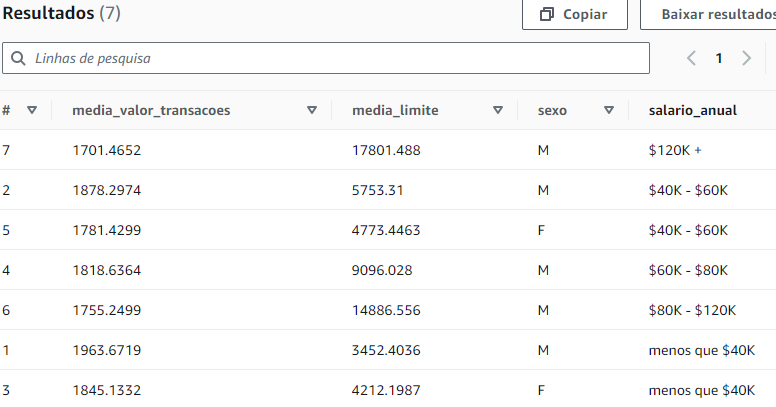 Resultados (7)
Copiar
Baixar resultados
Linhas de pesquisa
1
# media_valor_transacoes media_limite sexo salario_anual
7 1701.4652 17801.488 M $120K +
2 1878.2974 5753.31 M $40K - $60K
5 1781.4299 4773.4463 F $40K - $60K
4 1818.6364 9096.028 M $60K - $80K
6 1755.2499 14886.556 M $80K - $120K
1 1963.6719 3452.4036 M menos que $40K
3 1845.1332 4212.1987 F menos que $40K